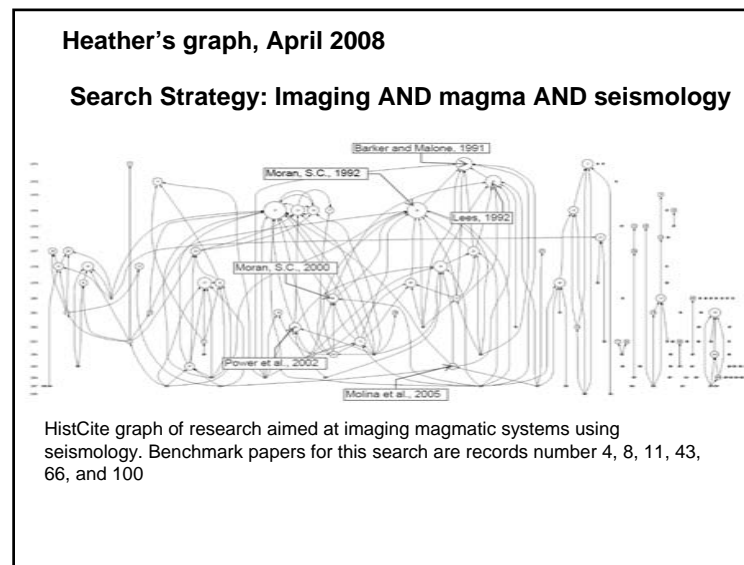 Heather’s graph, April 2008
Search Strategy: Imaging AND magma AND seismology
Barker and Malone, 1991
Moran, S.C., 1992
Lees, 1992
Moran, S.C., 2000
Power et al., 2002
Molina et al., 2005
HistCite graph of research aimed at imaging magmatic systems using
seismology. Benchmark papers for this search are records number 4, 8, 11, 43,
66, and 100